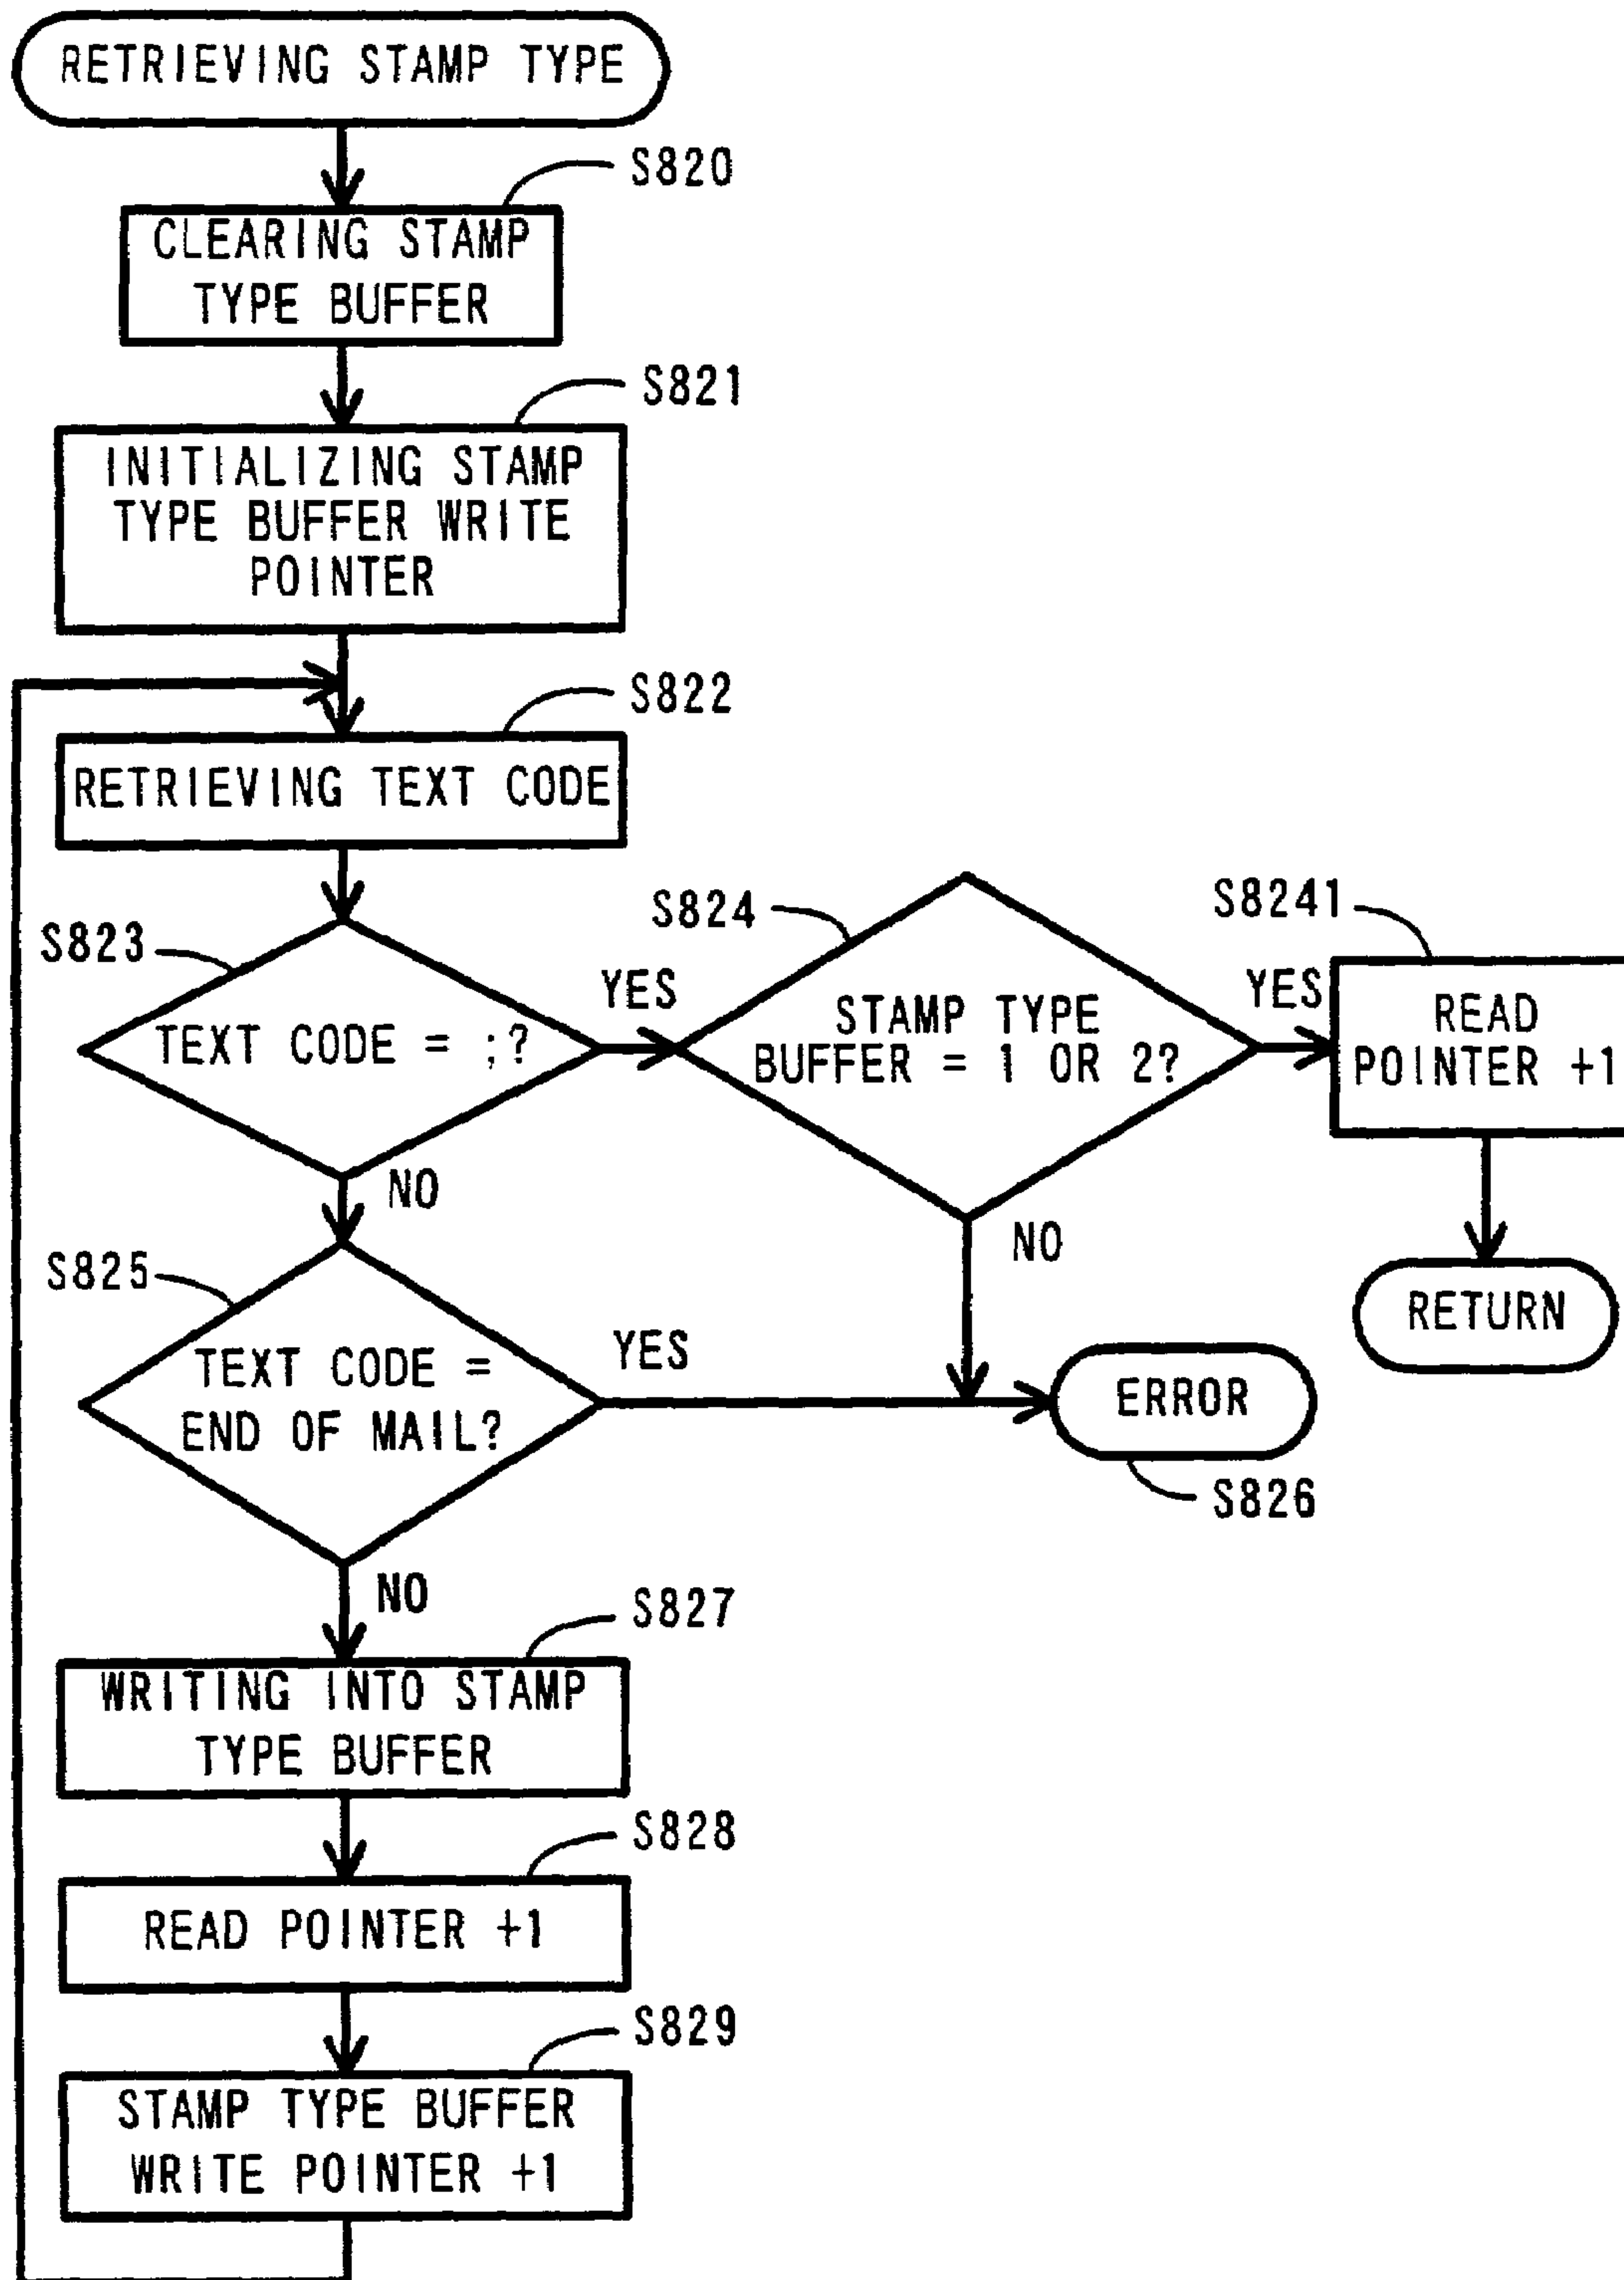 RETRIEVING STAMP TYPE
S820
CLEARING STAMP
TYPE BUFFER
S821
INITIALIZING STAMP
TYPE BUFFER WRITE
POINTER
S822
RETRIEVING TEXT CODE
S823
TEXT CODE = ;?
YES
NO
S824
STAMP TYPE
BUFFER = 1 OR 2?
YES
NO
S8241
READ
POINTER +1
RETURN
S825
TEXT CODE =
END OF MAIL?
YES
NO
ERROR
S826
S827
WRITING INTO STAMP
TYPE BUFFER
S828
READ POINTER +1
S829
STAMP TYPE BUFFER
WRITE POINTER +1